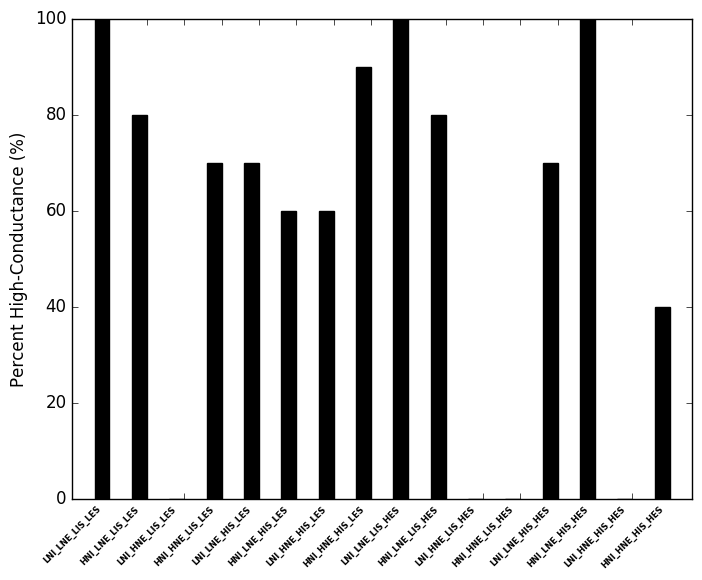 100
80
60
40
20
0
Percent High-Conductance (%)
LNI_LNE_LIS_LES
HNI_LNE_LIS_LES
LNI_HNE_LIS_LES
HNI_HNE_LIS_LES
LNI_LNE_HIS_LES
HNI_LNE_HIS_LES
LNI_HNE_HIS_LES
HNI_HNE_HIS_LES
LNI_LNE_LIS_HES
HNI_LNE_LIS_HES
LNI_HNE_LIS_HES
HNI_HNE_LIS_HES
LNI_LNE_HIS_HES
HNI_LNE_HIS_HES
LNI_HNE_HIS_HES
HNI_HNE_HIS_HES